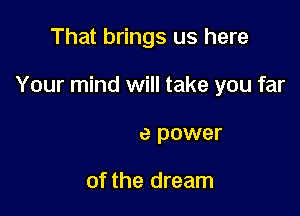 That brings us here
Your mind will take you far
e power
of the dream